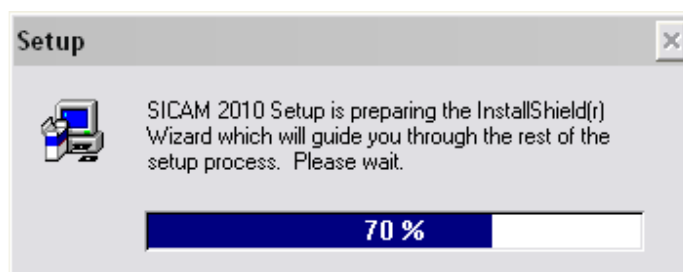 Setup
SICAM 2010 Setup is preparing the InstallShield(r)
Wizard which will guide you through the rest of the
setup process.  Please wait.
70 %